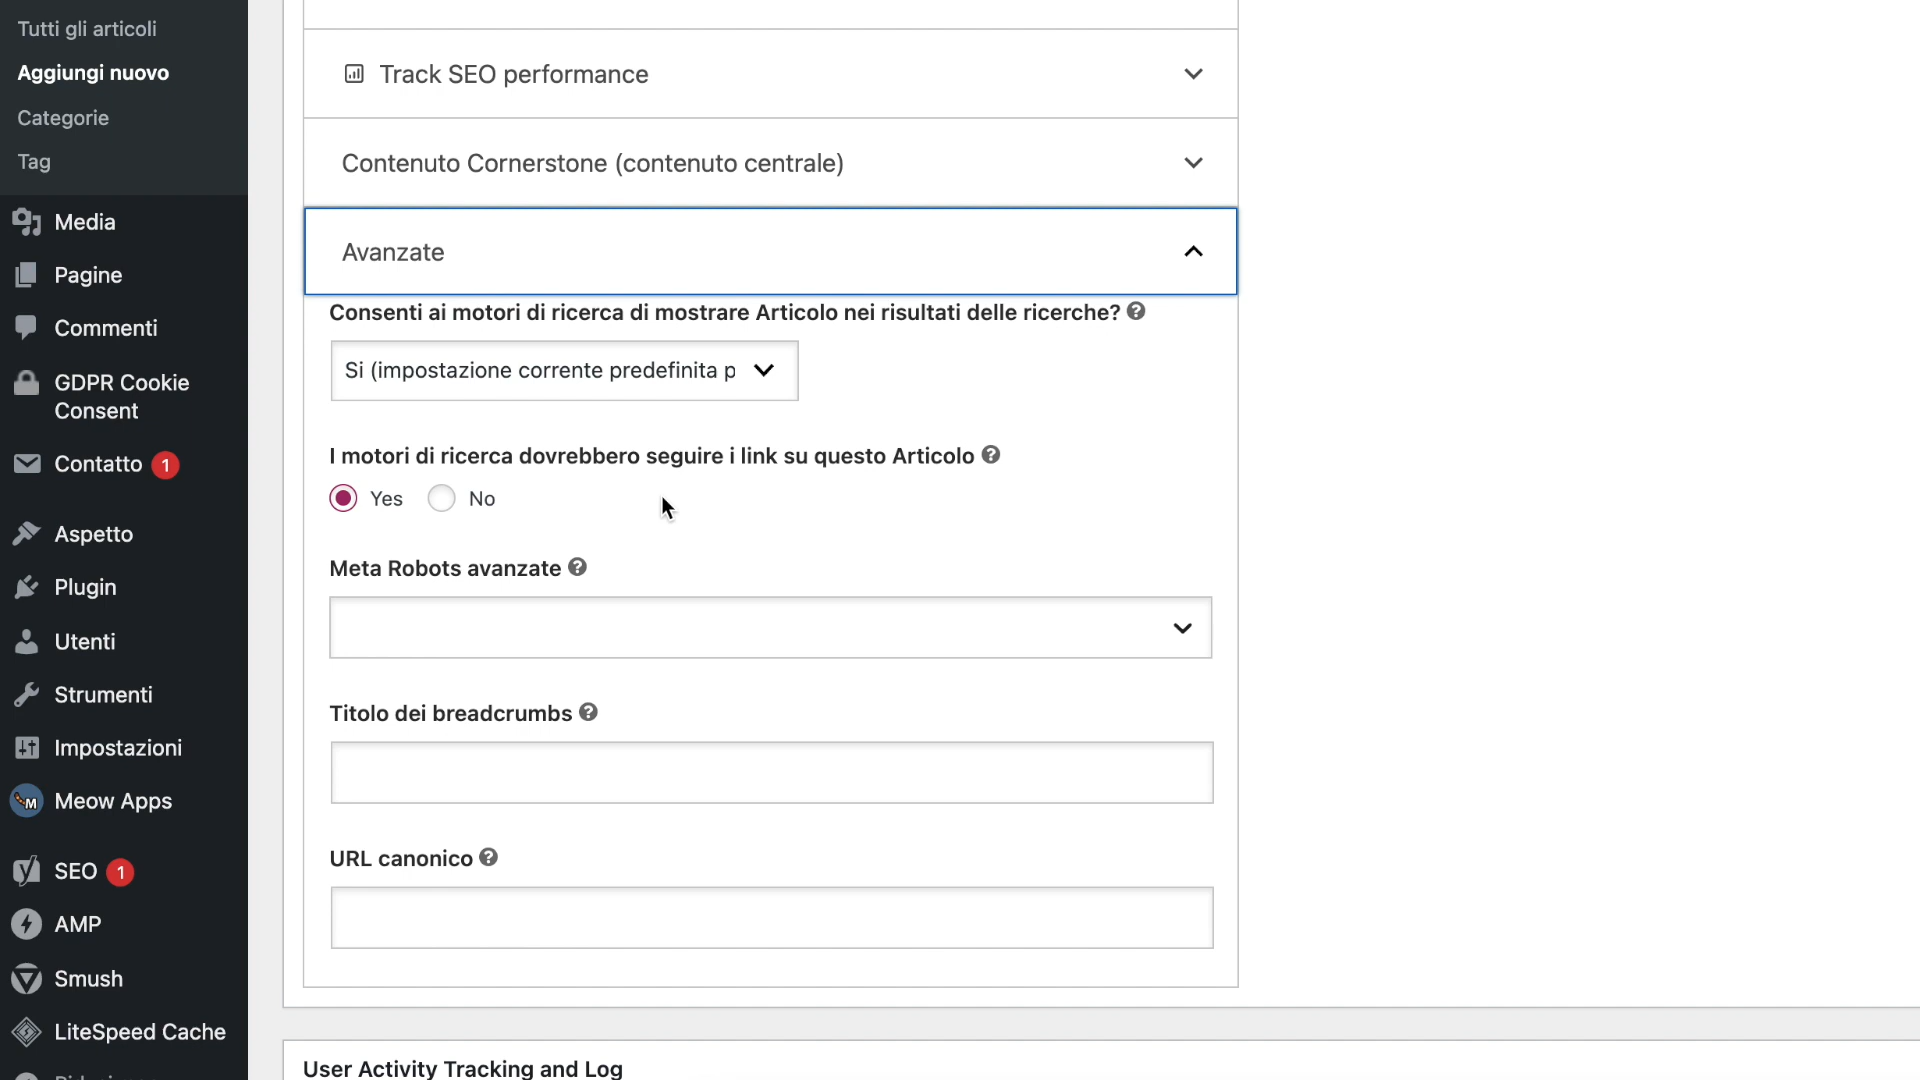 Tutti gli articoli
Aggiungi nuovo
Categorie
Tag
Media
Pagine
Commenti
GDPR Cookie
Consent
Contatto 1
Aspetto
Plugin
Utenti
Strumenti
Impostazioni
Meow Apps
SEO 1
AMP
Smush
LiteSpeed Cache
Track SEO performance
Contenuto Cornerstone (contenuto centrale)
Avanzate
Consenti ai motori di ricerca di mostrare Articolo nei risultati delle ricerche? ?
Si (impostazione corrente predefinita p
I motori di ricerca dovrebbero seguire i link su questo Articolo ?
Yes No
Meta Robots avanzate ?
Titolo dei breadcrumbs ?
URL canonico ?
User Activity Tracking and Log